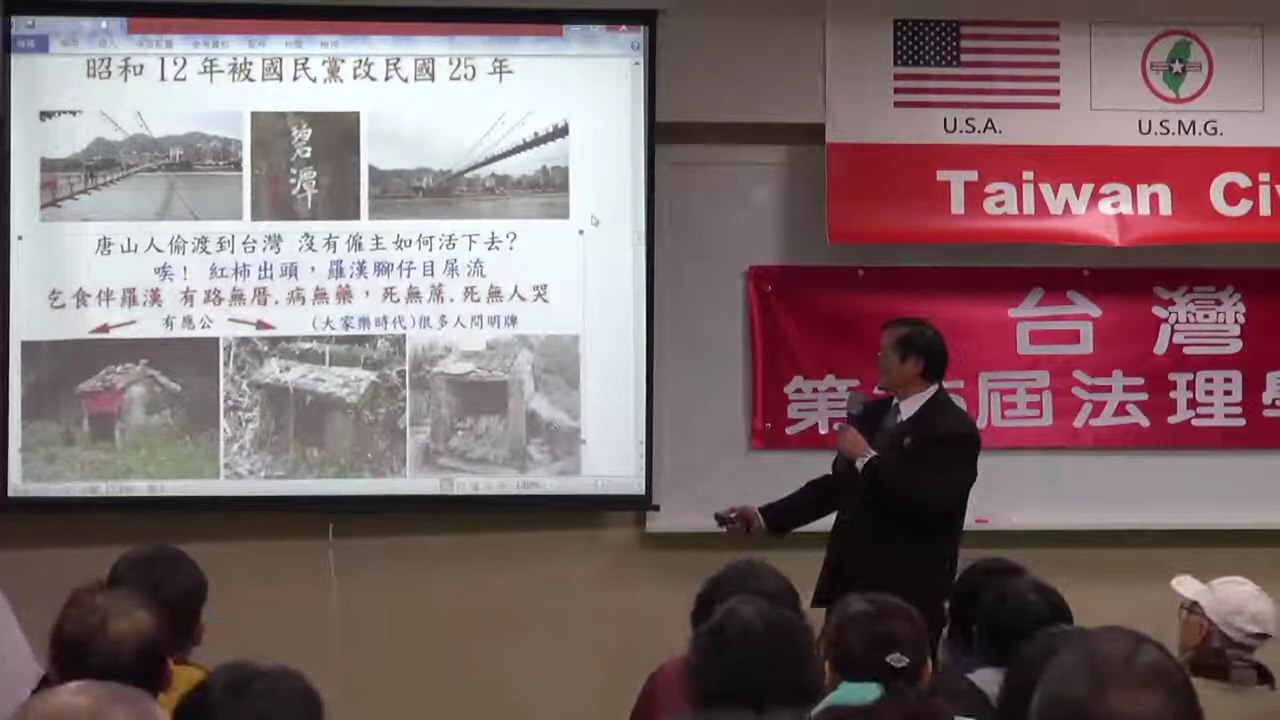 昭和12年被國民黨改民國25年
碧潭
唐山人偷渡到台灣 沒有僱主如何活下去?
唉! 紅柿出頭,羅漢腳仔目屎流
乞食伴羅漢 有路無厝.病無藥,死無蓆.死無人哭
有應公 (大家樂時代)很多人問明牌
U.S.A. U.S.M.G.
Taiwan Ci
台灣
第 屆法理學